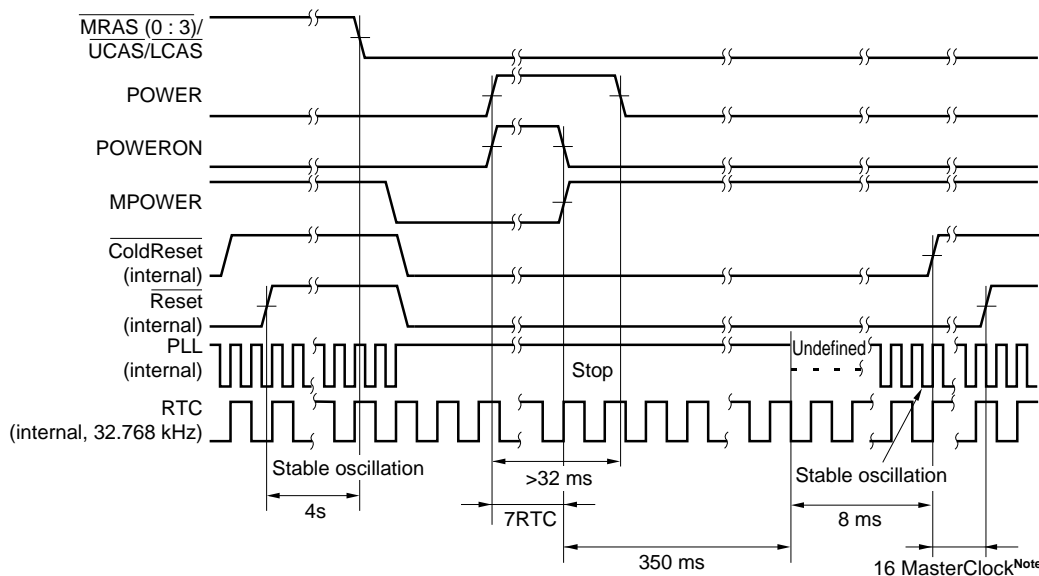 MRAS (0 : 3)/
UCAS/LCAS
POWER
POWERON
MPOWER
ColdReset
(internal)
Reset
(internal)
PLL
(internal)
Undefined
Stop
RTC
(internal, 32.768 kHz)
Stable oscillation
>32 ms
Stable oscillation
4s
7RTC
8 ms
350 ms
16 MasterClockNote